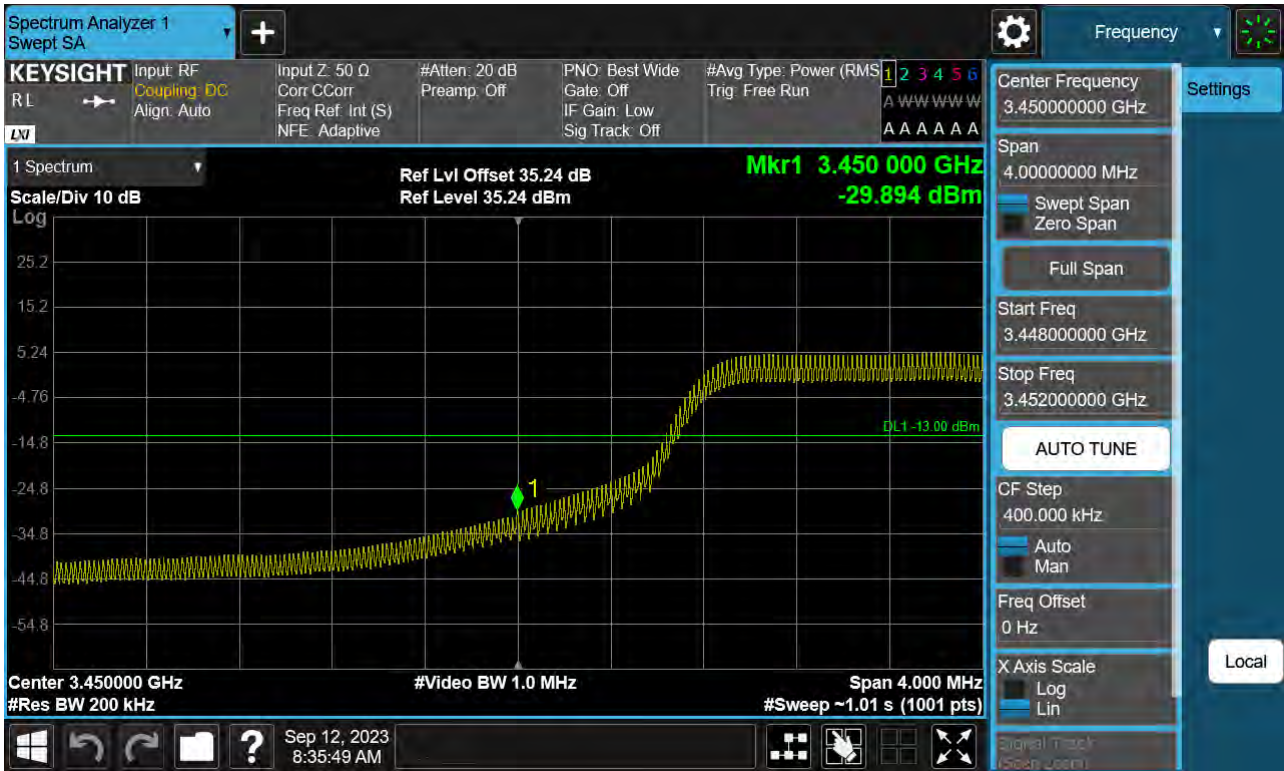 Spectrum Analyzer 1
Swept SA
Frequency
KEYSIGHT
RL
LXI
Input: RF
Coupling: DC
Align: Auto
Input Z: 50 Ω
Corr CCorr
Freq Ref: Int (S)
NFE: Adaptive
#Atten: 20 dB
Preamp: Off
PNO: Best Wide
Gate: Off
IF Gain: Low
Sig Track: Off
#Avg Type: Power (RMS
Trig: Free Run
1 2 3 4 5 6
A W W W W W
A A A A A A
1 Spectrum
Scale/Div 10 dB
Log
Ref Lvl Offset 35.24 dB
Ref Level 35.24 dBm
Mkr1 3.450 000 GHz
-29.894 dBm
25.2
15.2
5.24
-4.76
-14.8
-24.8
-34.8
-44.8
-54.8
DL1 -13.00 dBm
1
Center 3.450000 GHz
#Res BW 200 kHz
#Video BW 1.0 MHz
Span 4.000 MHz
#Sweep ~1.01 s (1001 pts)
Center Frequency
3.450000000 GHz
Settings
Span
4.00000000 MHz
Swept Span
Zero Span
Full Span
Start Freq
3.448000000 GHz
Stop Freq
3.452000000 GHz
AUTO TUNE
CF Step
400.000 kHz
Auto
Man
Freq Offset
0 Hz
X Axis Scale
Log
Lin
Local
Signal Track
(Span Zoom)
?
Sep 12, 2023
8:35:49 AM